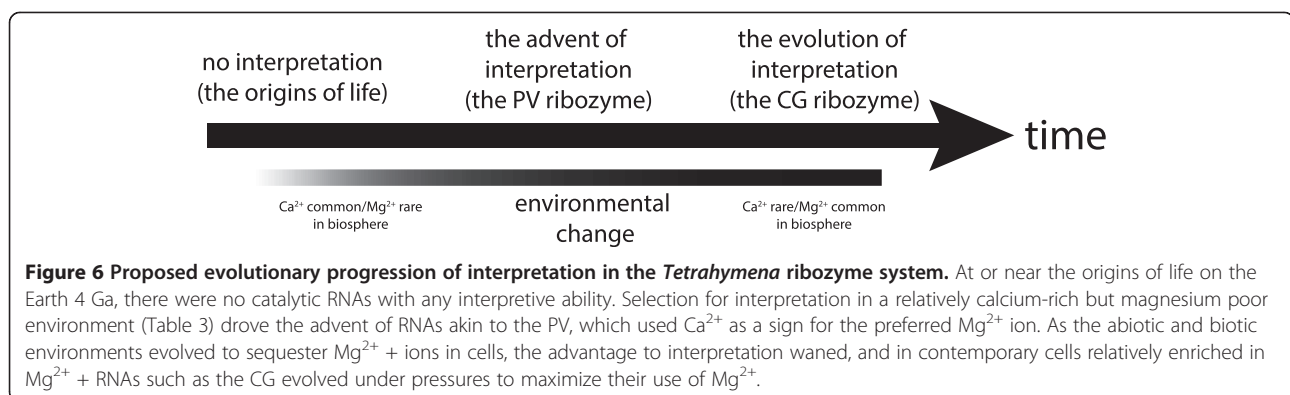 no interpretation
(the origins of life)
the advent of
interpretation
(the PV ribozyme)
the evolution of
interpretation
(the CG ribozyme)
time
Ca²⁺ common/Mg²⁺ rare
in biosphere
environmental
change
Ca²⁺ rare/Mg²⁺ common
in biosphere
Figure 6 Proposed evolutionary progression of interpretation in the Tetrahymena ribozyme system. At or near the origins of life on the
Earth 4 Ga, there were no catalytic RNAs with any interpretive ability. Selection for interpretation in a relatively calcium-rich but magnesium poor
environment (Table 3) drove the advent of RNAs akin to the PV, which used Ca²⁺ as a sign for the preferred Mg²⁺ ion. As the abiotic and biotic
environments evolved to sequester Mg²⁺ + ions in cells, the advantage to interpretation waned, and in contemporary cells relatively enriched in
Mg²⁺ + RNAs such as the CG evolved under pressures to maximize their use of Mg²⁺.